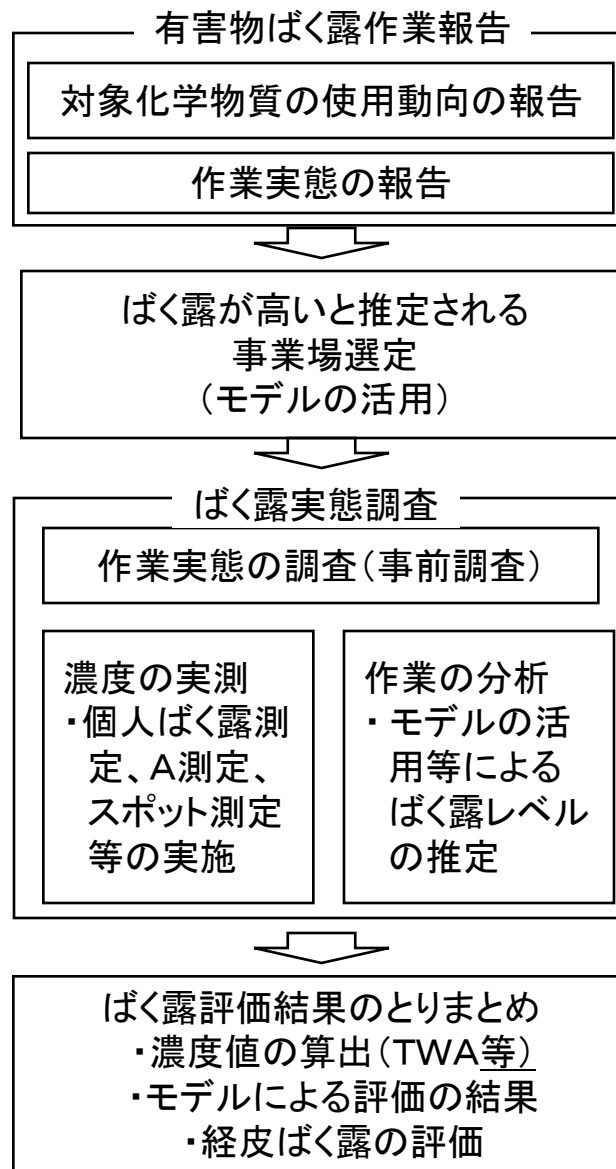 有害物ばく露作業報告
対象化学物質の使用動向の報告
作業実態の報告
ばく露が高いと推定される
事業場選定
(モデルの活用)
ばく露実態調査
作業実態の調査(事前調査)
濃度の実測
・個人ばく露測
定、A測定、
スポット測定
等の実施
作業の分析
・モデルの活
用等による
ばく露レベル
の推定
ばく露評価結果のとりまとめ
・濃度値の算出(TWA等)
・モデルによる評価の結果
・経皮ばく露の評価